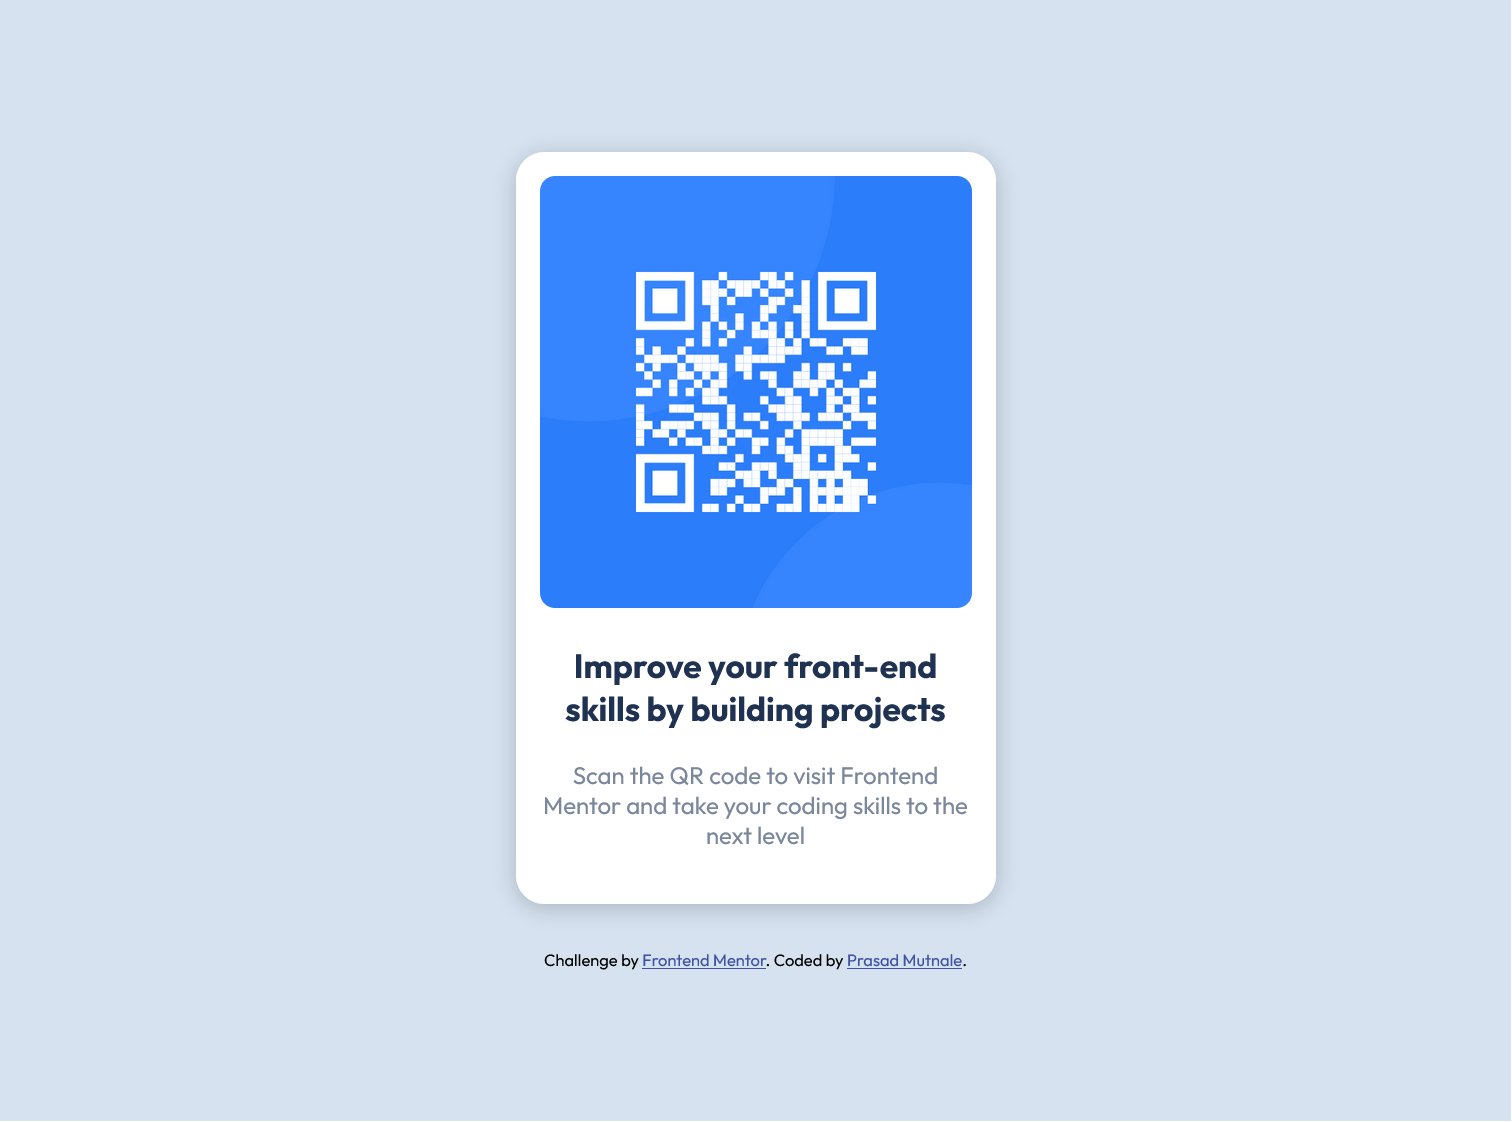 Improve your front-end
skills by building projects
Scan the QR code to visit Frontend
Mentor and take your coding skills to the
next level
Challenge by Frontend Mentor. Coded by Prasad Mutnale.